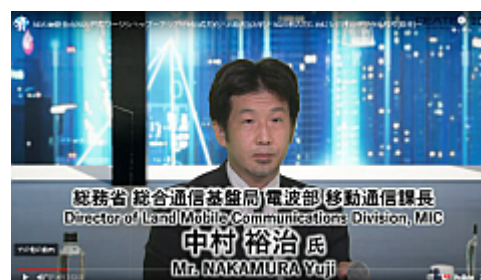 総務省 総合通信基盤局 電波部 移動通信課長
Director of Land Mobile Communications Division, MIC
中村 裕治 氏
Mr. NAKAMURA Yuji